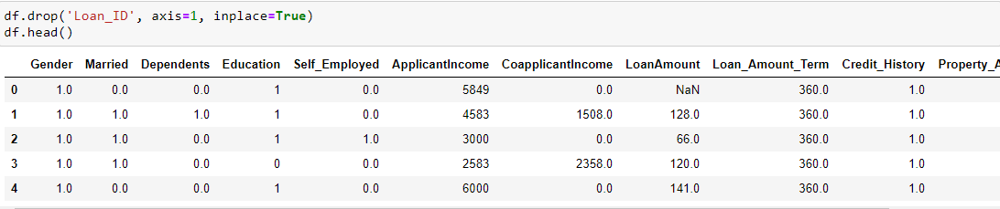 df.drop('Loan_ID', axis=1, inplace=True)
df.head()
Gender Married Dependents Education Self_Employed ApplicantIncome CoapplicantIncome LoanAmount Loan_Amount_Term Credit_History Property_A
0 1.0 0.0 0.0 1 0.0 5849 0.0 NaN 360.0 1.0
1 1.0 1.0 1.0 1 0.0 4583 1508.0 128.0 360.0 1.0
2 1.0 1.0 0.0 1 1.0 3000 0.0 66.0 360.0 1.0
3 1.0 1.0 0.0 0 0.0 2583 2358.0 120.0 360.0 1.0
4 1.0 0.0 0.0 1 0.0 6000 0.0 141.0 360.0 1.0